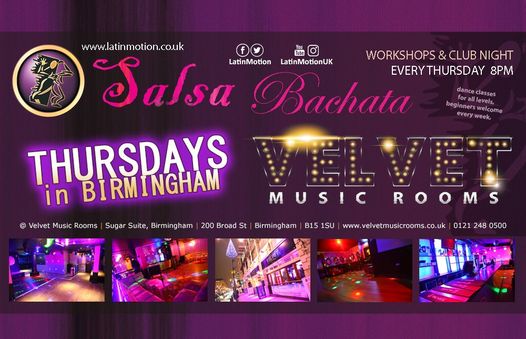 www.latinmotion.co.uk
LatinMotion
You Tube
LatinMotionUK
WORKSHOPS & CLUB NIGHT
EVERY THURSDAY 8PM
Salsa Bachata
dance classes
for all levels,
beginners welcome
every week.
THURSDAYS
in BIRMINGHAM
VELVET
MUSIC ROOMS
@ Velvet Music Rooms | Sugar Suite, Birmingham | 200 Broad St | Birmingham | B15 1SU | www.velvetmusicrooms.co.uk | 0121 248 0500